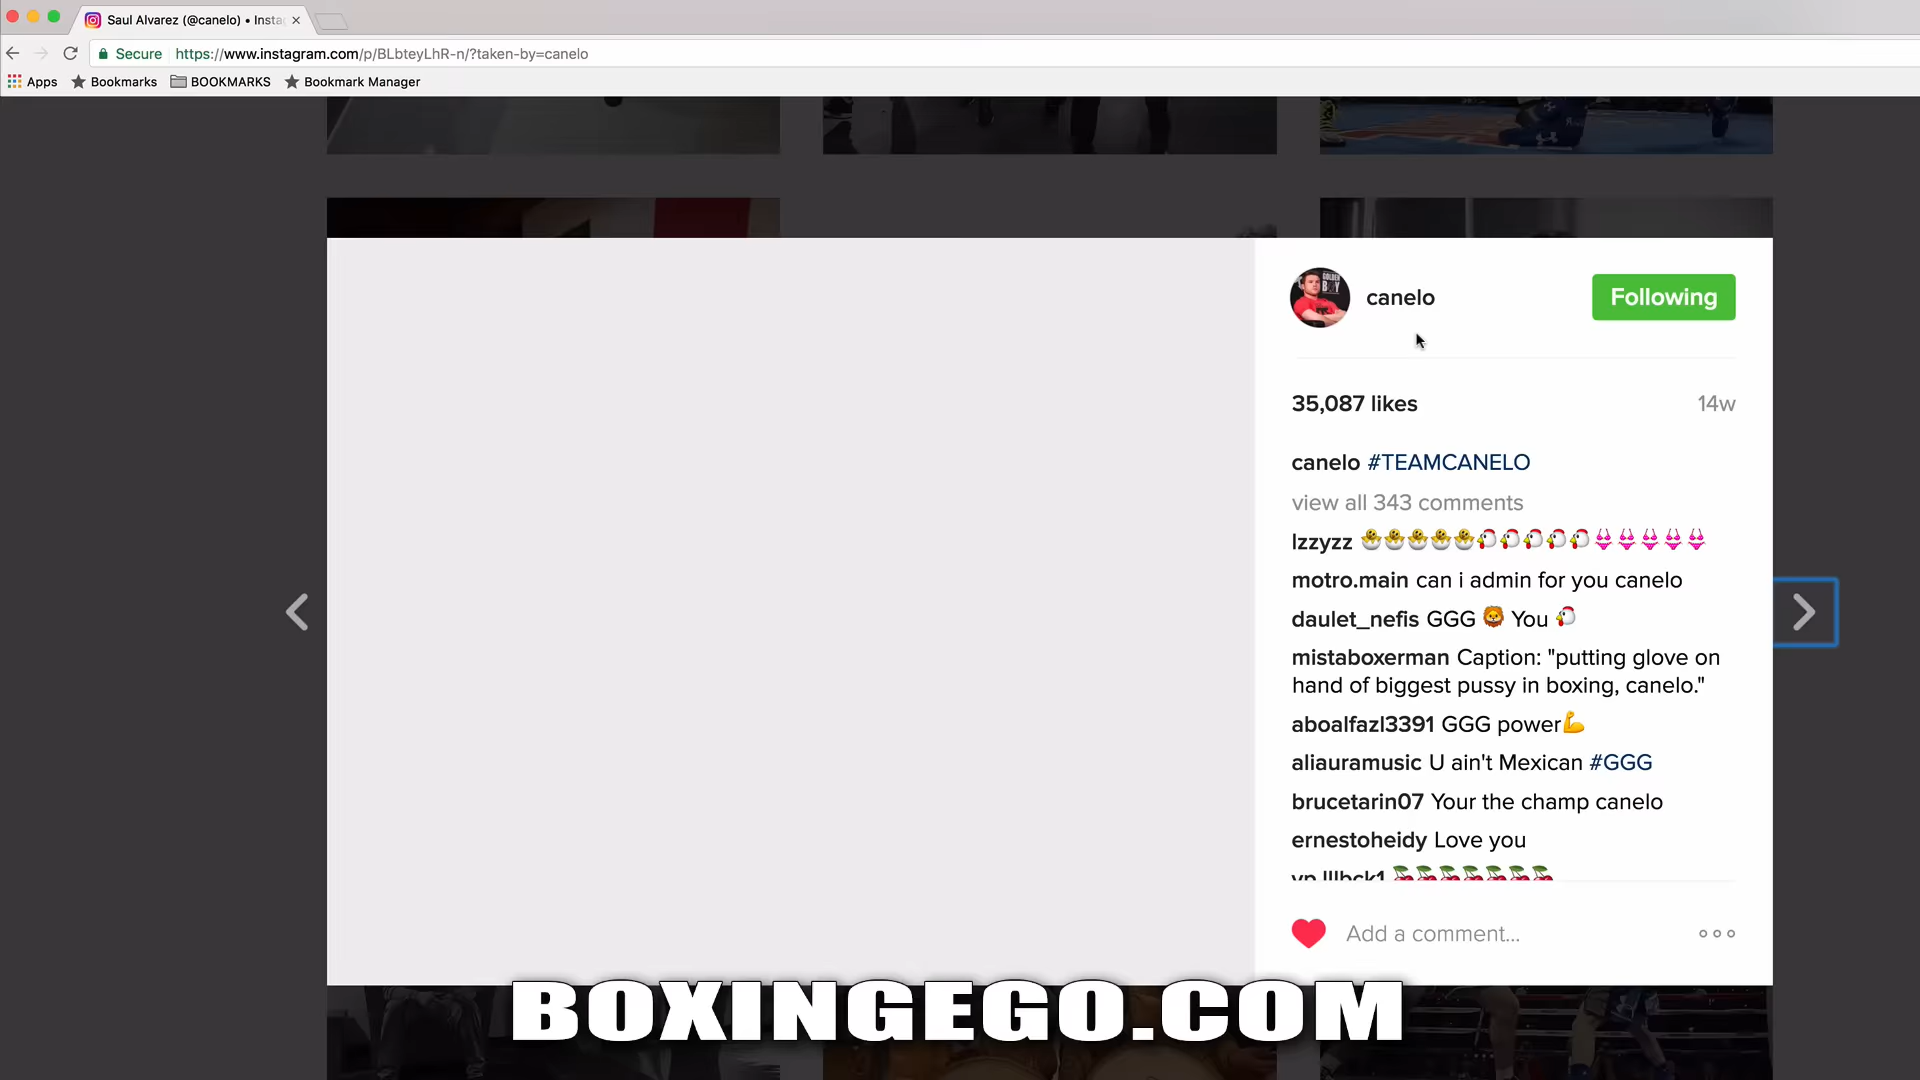 Saul Alvarez (@canelo) • Insta
Secure https://www.instagram.com/p/BLbteyLhR-n/?taken-by=canelo
Apps Bookmarks BOOKMARKS Bookmark Manager
canelo Following
35,087 likes 14w
canelo #TEAMCANELO
view all 343 comments
lzzyzz 🐣🐣🐣🐣🐣🐔🐔🐔🐔🐔👙👙👙👙👙
motro.main can i admin for you canelo
daulet_nefis GGG 🦁 You 🐔
mistaboxerman Caption: "putting glove on
hand of biggest pussy in boxing, canelo."
aboalfazl3391 GGG power💪
aliauramusic U ain't Mexican #GGG
brucetarin07 Your the champ canelo
ernestoheidy Love you
🍒🍒🍒🍒🍒🍒🍒
Add a comment...
BOXINGEGO.COM